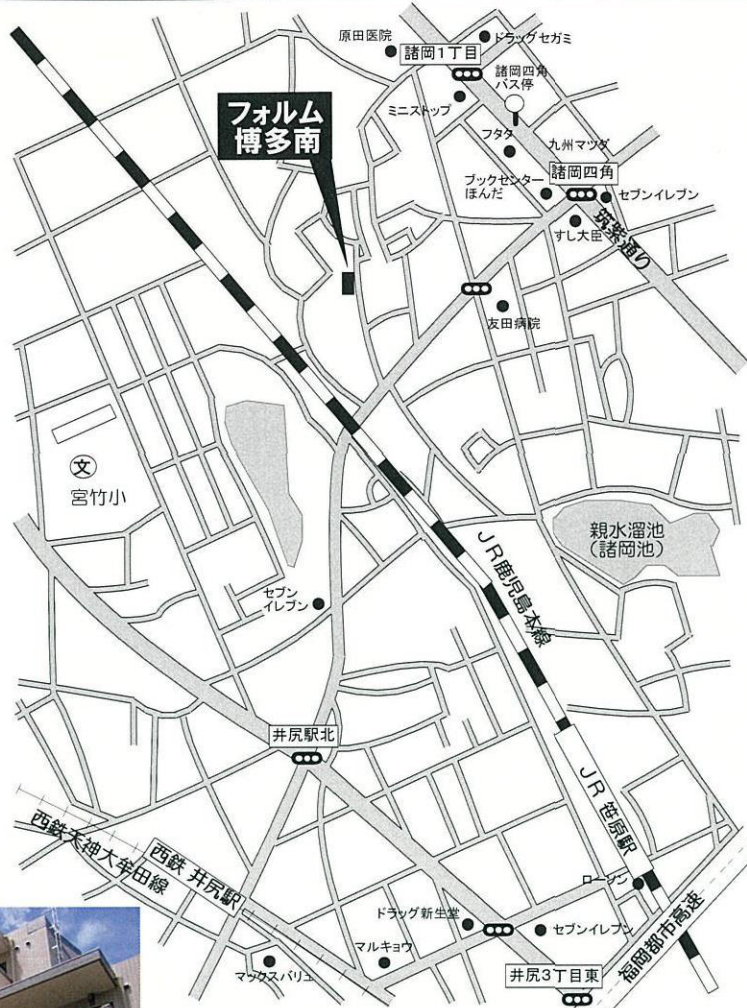 原田医院
ドラッグセガミ
諸岡1丁目
諸岡四角
バス停
ミニストップ
フォルム
博多南
フタタ
九州マツダ
諸岡四角
ブックセンター
ほんだ
セブンイレブン
すし大臣
筑紫通り
友田病院
文
宮竹小
親水溜池
(諸岡池)
JR鹿児島本線
セブン
イレブン
井尻駅北
JR 笹原駅
西鉄天神大牟田線
西鉄 井尻駅
ローソン
ドラッグ新生堂
セブンイレブン
福岡都市高速
マルキョウ
マックスバリュ
井尻3丁目東